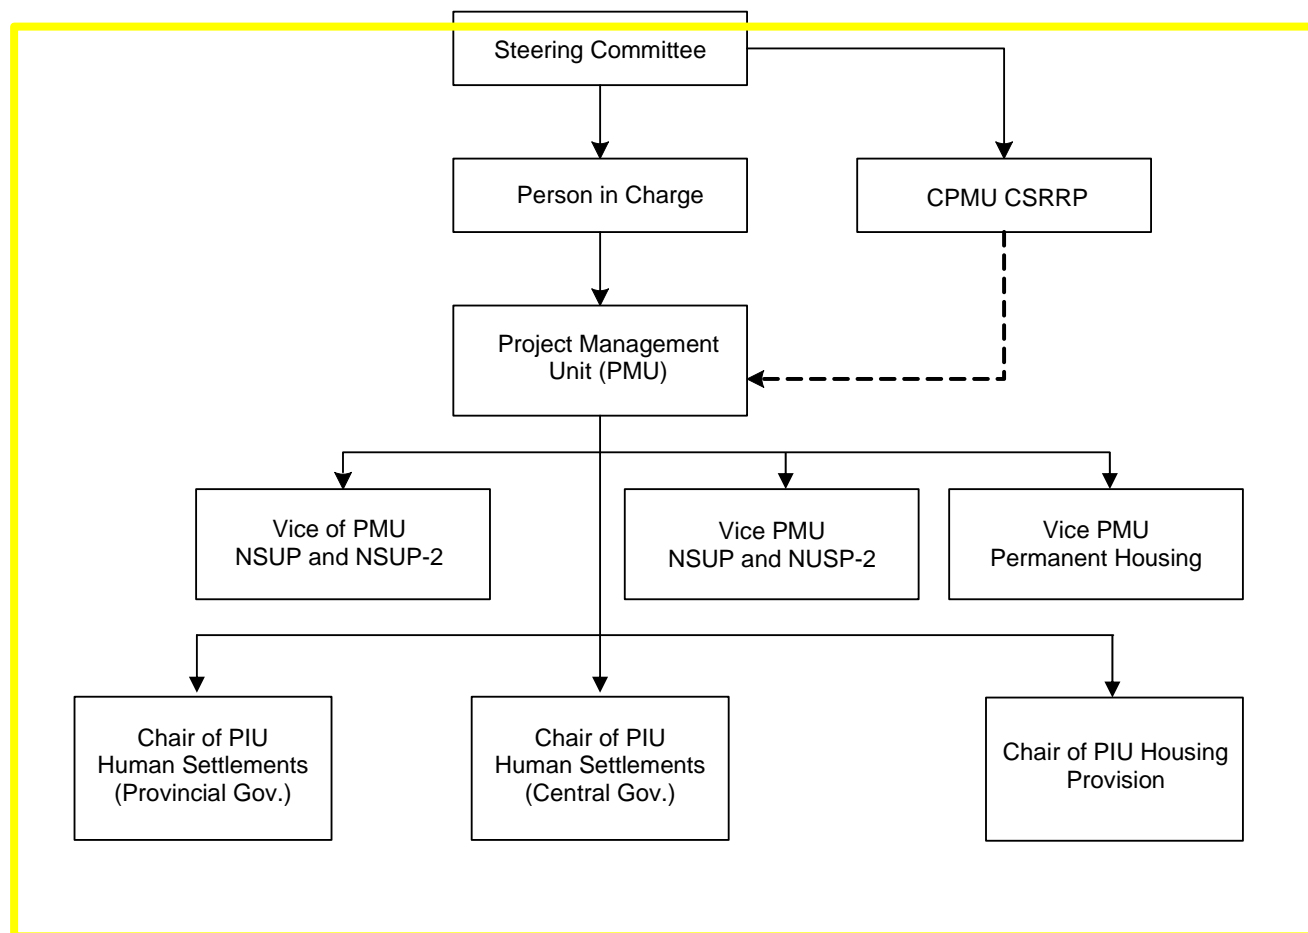 Steering Committee
Person in Charge
CPMU CSRRP
Project Management
Unit (PMU)
Vice of PMU
NSUP and NSUP-2
Vice PMU
NSUP and NUSP-2
Vice PMU
Permanent Housing
Chair of PIU
Human Settlements
(Provincial Gov.)
Chair of PIU
Human Settlements
(Central Gov.)
Chair of PIU Housing
Provision